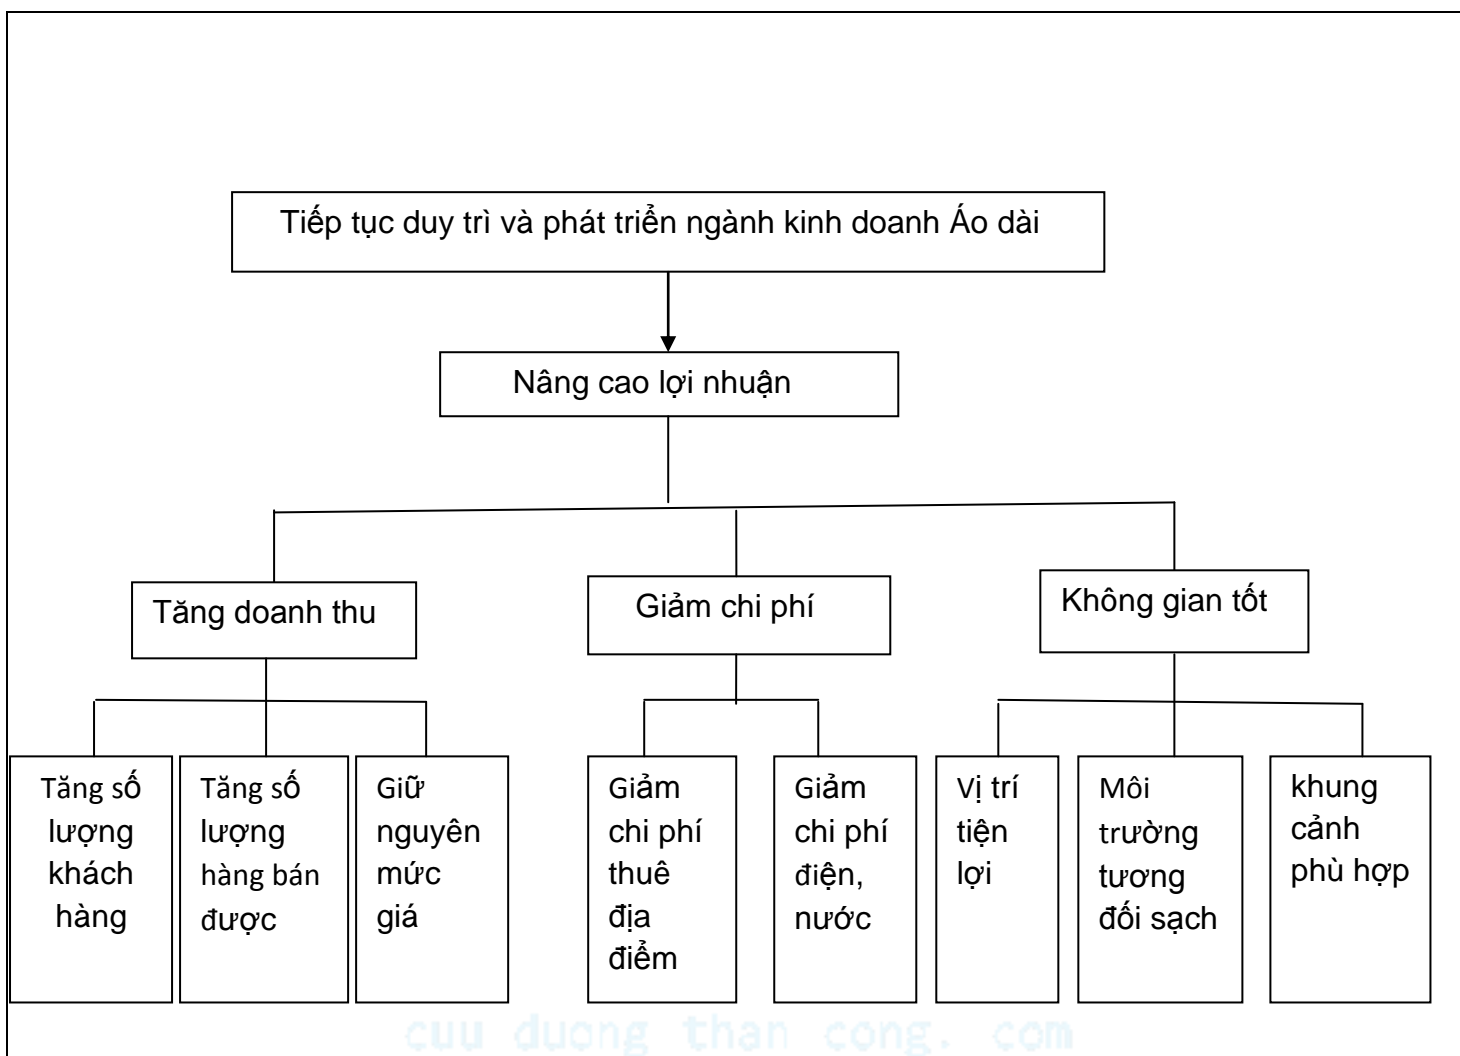 Tiếp tục duy trì và phát triển ngành kinh doanh Áo dài
Nâng cao lợi nhuận
Tăng doanh thu
Giảm chi phí
Không gian tốt
Tăng số
lượng
khách
hàng
Tăng số
lượng
hàng bán
được
Giữ
nguyên
mức
giá
Giảm
chi phí
thuê
địa
điểm
Giảm
chi phí
điện,
nước
Vị trí
tiện
lợi
Môi
trường
tương
đối sạch
khung
cảnh
phù hợp
cuu duong than cong. com